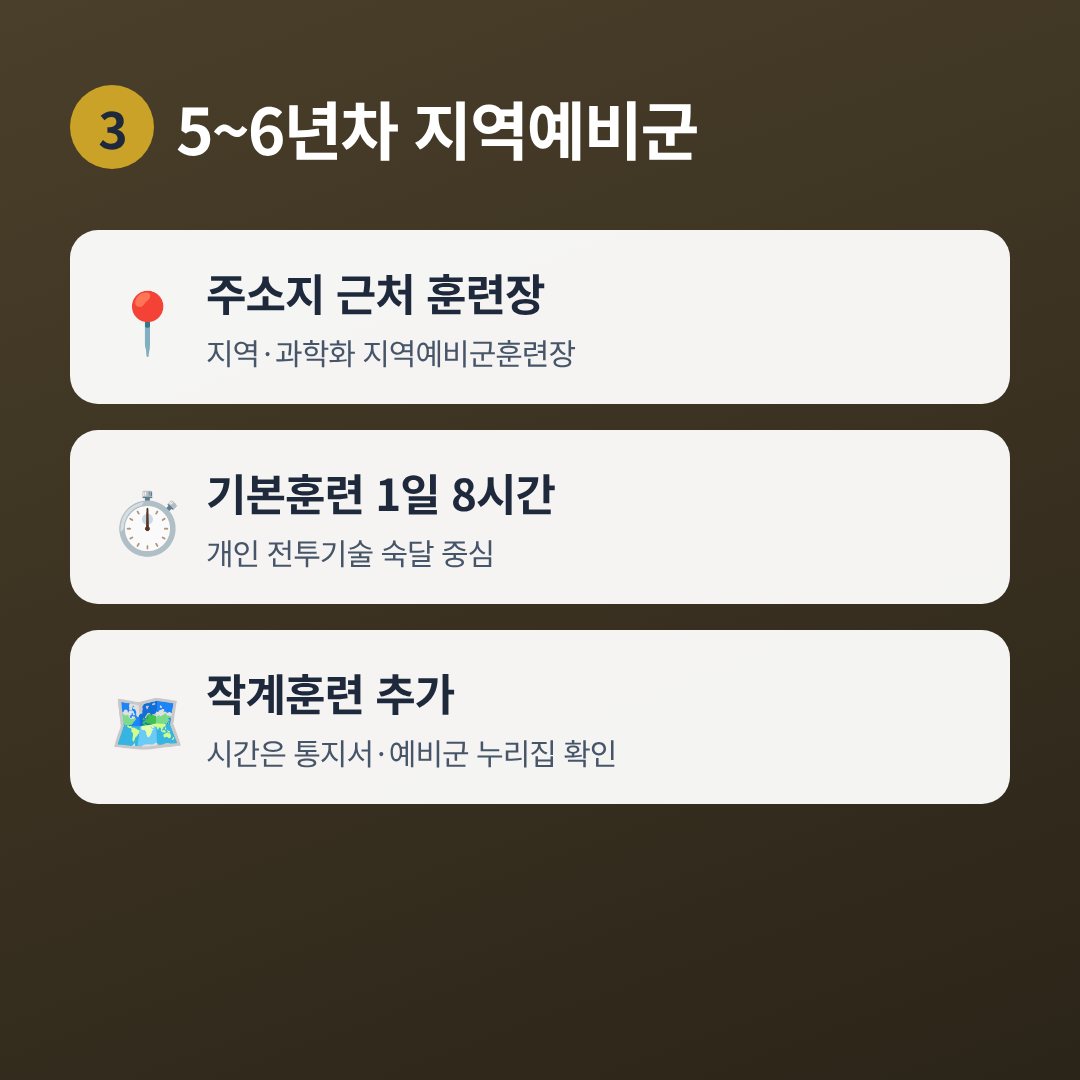 3 5~6년차 지역예비군
주소지 근처 훈련장
지역·과학화 지역예비군훈련장
기본훈련 1일 8시간
개인 전투기술 숙달 중심
작계훈련 추가
시간은 통지서·예비군 누리집 확인